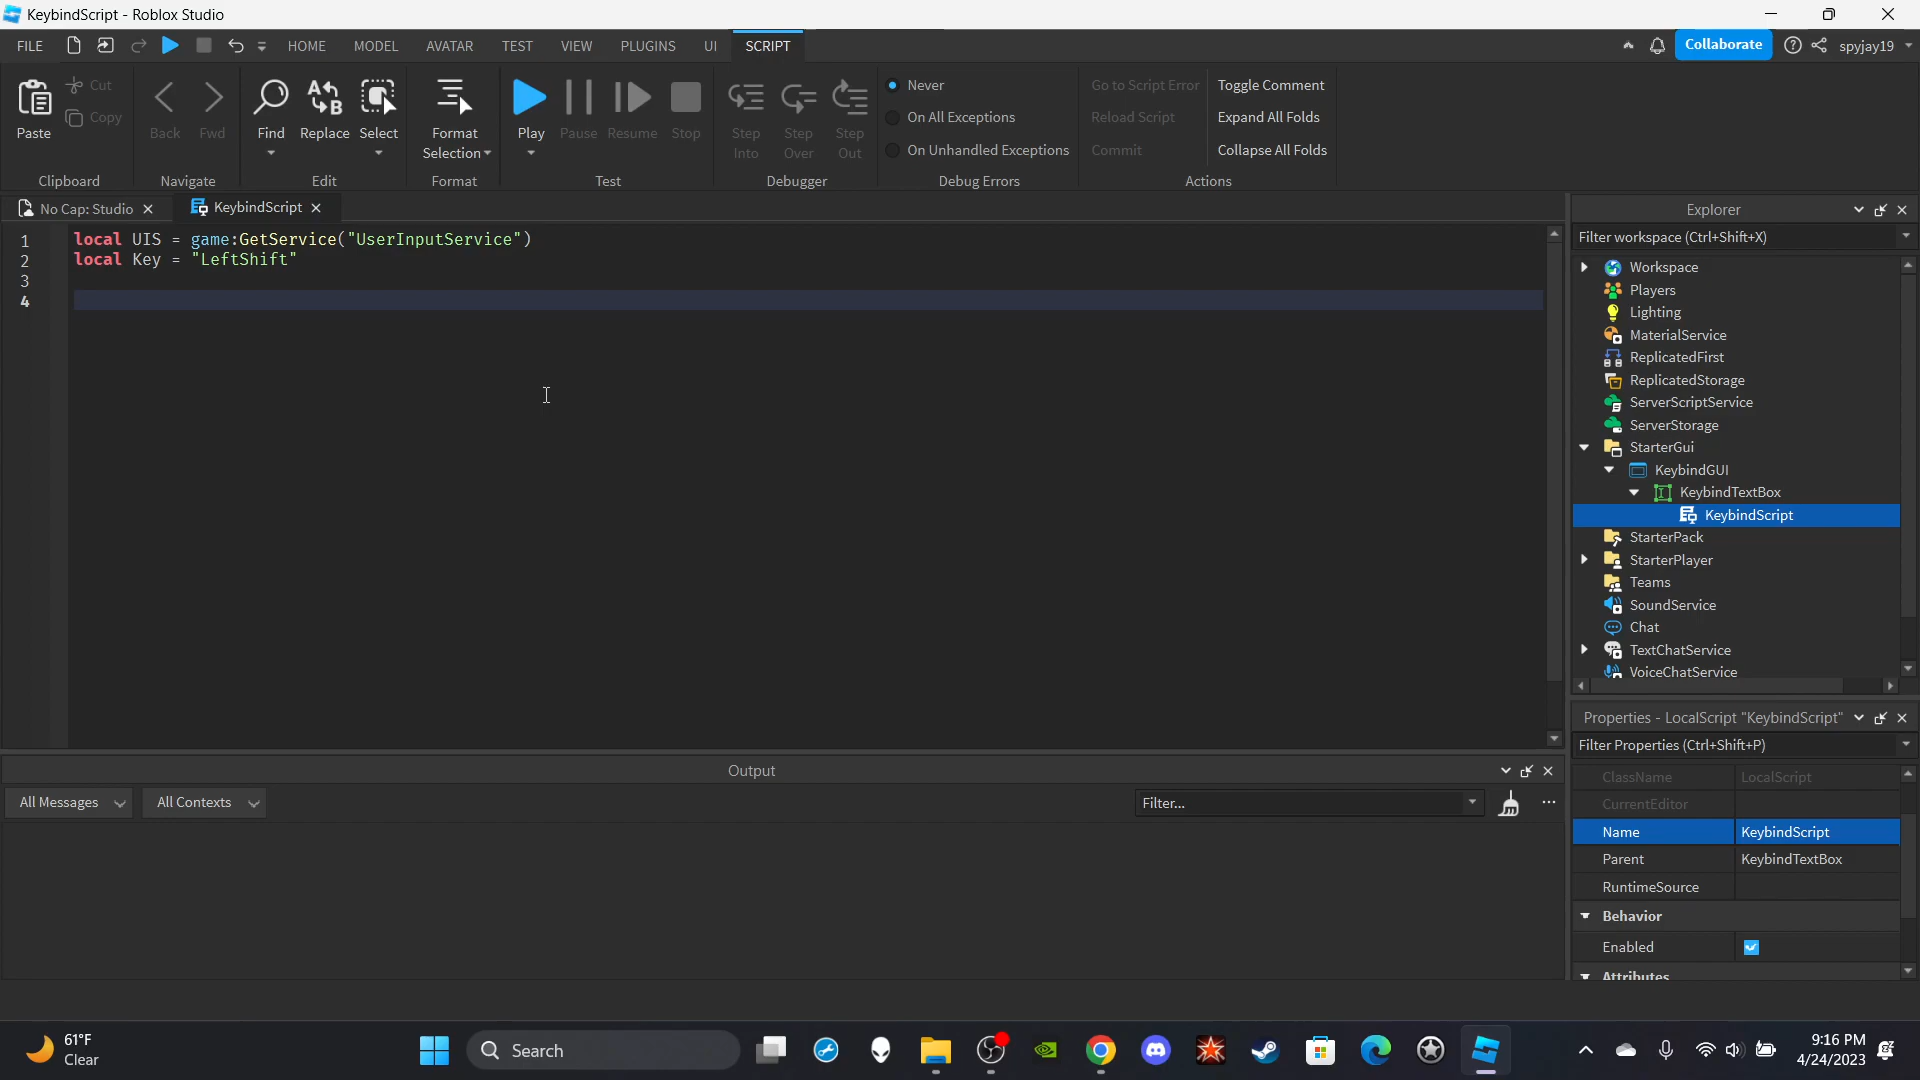 KeybindScript - Roblox Studio
FILE
HOME
MODEL
AVATAR
TEST
VIEW
PLUGINS
UI
SCRIPT
Collaborate
spyjay19
Paste
Cut
Copy
Clipboard
Back
Fwd
Navigate
Find
Replace
Select
Edit
Format
Selection
Format
Play
Pause
Resume
Stop
Test
Step
Into
Step
Over
Step
Out
Debugger
Never
On All Exceptions
On Unhandled Exceptions
Debug Errors
Go to Script Error
Reload Script
Commit
Toggle Comment
Expand All Folds
Collapse All Folds
Actions
No Cap: Studio
KeybindScript
1 local UIS = game:GetService("UserInputService")
2 local Key = "LeftShift"
3
4
Explorer
Filter workspace (Ctrl+Shift+X)
Workspace
Players
Lighting
MaterialService
ReplicatedFirst
ReplicatedStorage
ServerScriptService
ServerStorage
StarterGui
KeybindGUI
KeybindTextBox
KeybindScript
StarterPack
StarterPlayer
Teams
SoundService
Chat
TextChatService
VoiceChatService
Properties - LocalScript "KeybindScript"
Filter Properties (Ctrl+Shift+P)
ClassName LocalScript
CurrentEditor
Name KeybindScript
Parent KeybindTextBox
RuntimeSource
Behavior
Enabled
Attributes
Output
All Messages
All Contexts
Filter...
61°F
Clear
Search
9:16 PM
4/24/2023